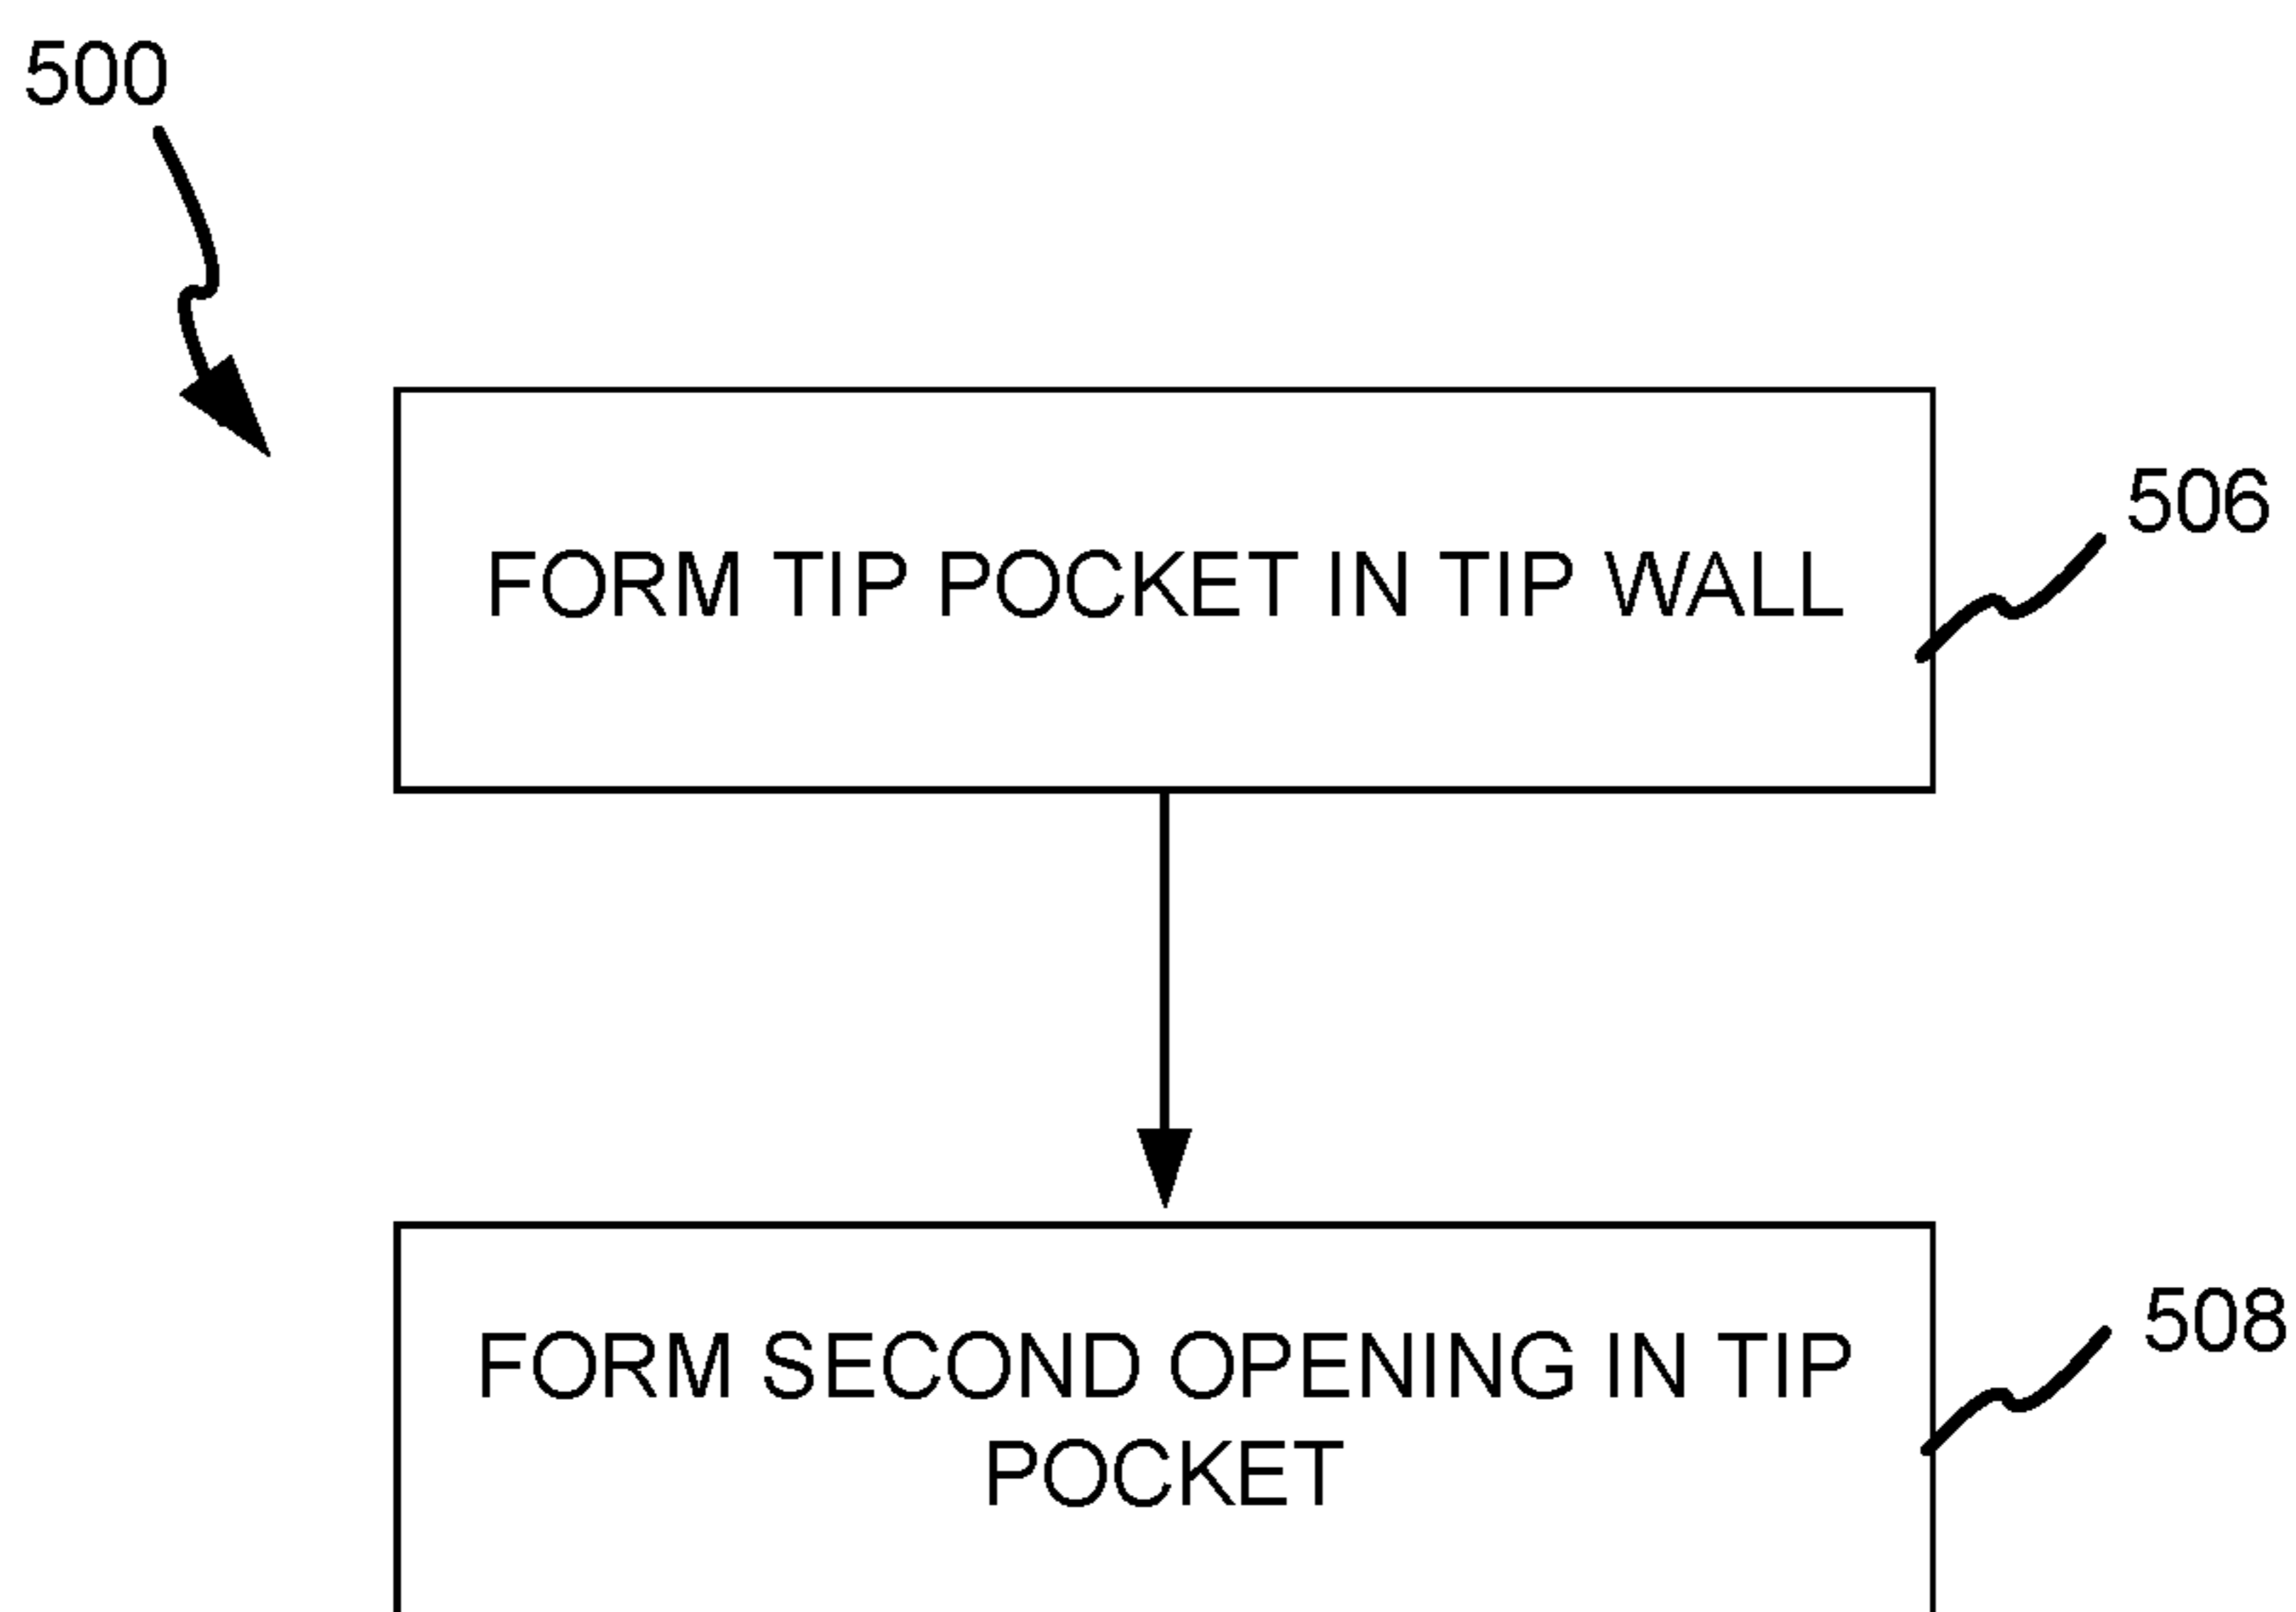 500
FORM TIP POCKET IN TIP WALL
506
FORM SECOND OPENING IN TIP
POCKET
508